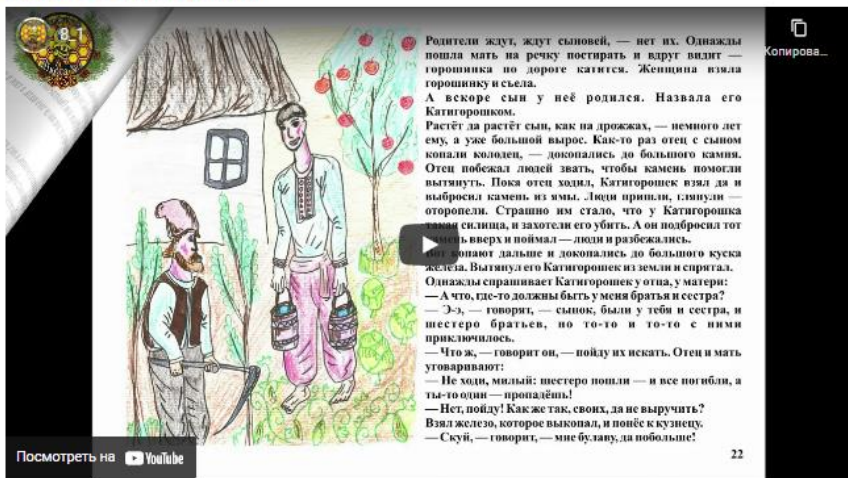 8.1
Копирова...
Родители ждут, ждут сыновей, — нет их. Однажды
пошла мать на речку постирать и вдруг видит —
горошинка по дороге катится. Женщина взяла
горошинку и съела.
А вскоре сын у неё родился. Назвала его
Катигорошком.
Растёт да растёт сын, как на дрожжах, — немного лет
ему, а уже большой вырос. Как-то раз отец с сыном
копали колодец, — докопались до большого камня.
Отец побежал людей звать, чтобы камень помогли
вытянуть. Пока отец ходил, Катигорошек взял да и
выбросил камень из ямы. Люди пришли, глянули —
оторопели. Страшно им стало, что у Катигорошка
такая силища, и захотели его убить. А он подбросил тот
камень вверх и поймал — люди и разбежались.
Вот копают дальше и докопались до большого куска
железа. Вытянул его Катигорошек из земли и спрятал.
Однажды спрашивает Катигорошек у отца, у матери:
— А что, где-то должны быть у меня братья и сестра?
— Э-э, — говорят, — сынок, были у тебя и сестра, и
шестеро братьев, но то-то и то-то с ними
приключилось.
— Что ж, — говорит он, — пойду их искать. Отец и мать
уговаривают:
— Не ходи, милый: шестеро пошли — и все погибли, а
ты-то один — пропадёшь!
— Нет, пойду! Как же так, своих, да не выручить?
Взял железо, которое выкопал, и понёс к кузнецу.
— Скуй, — говорит, — мне булаву, да побольше!
22
Посмотреть на YouTube